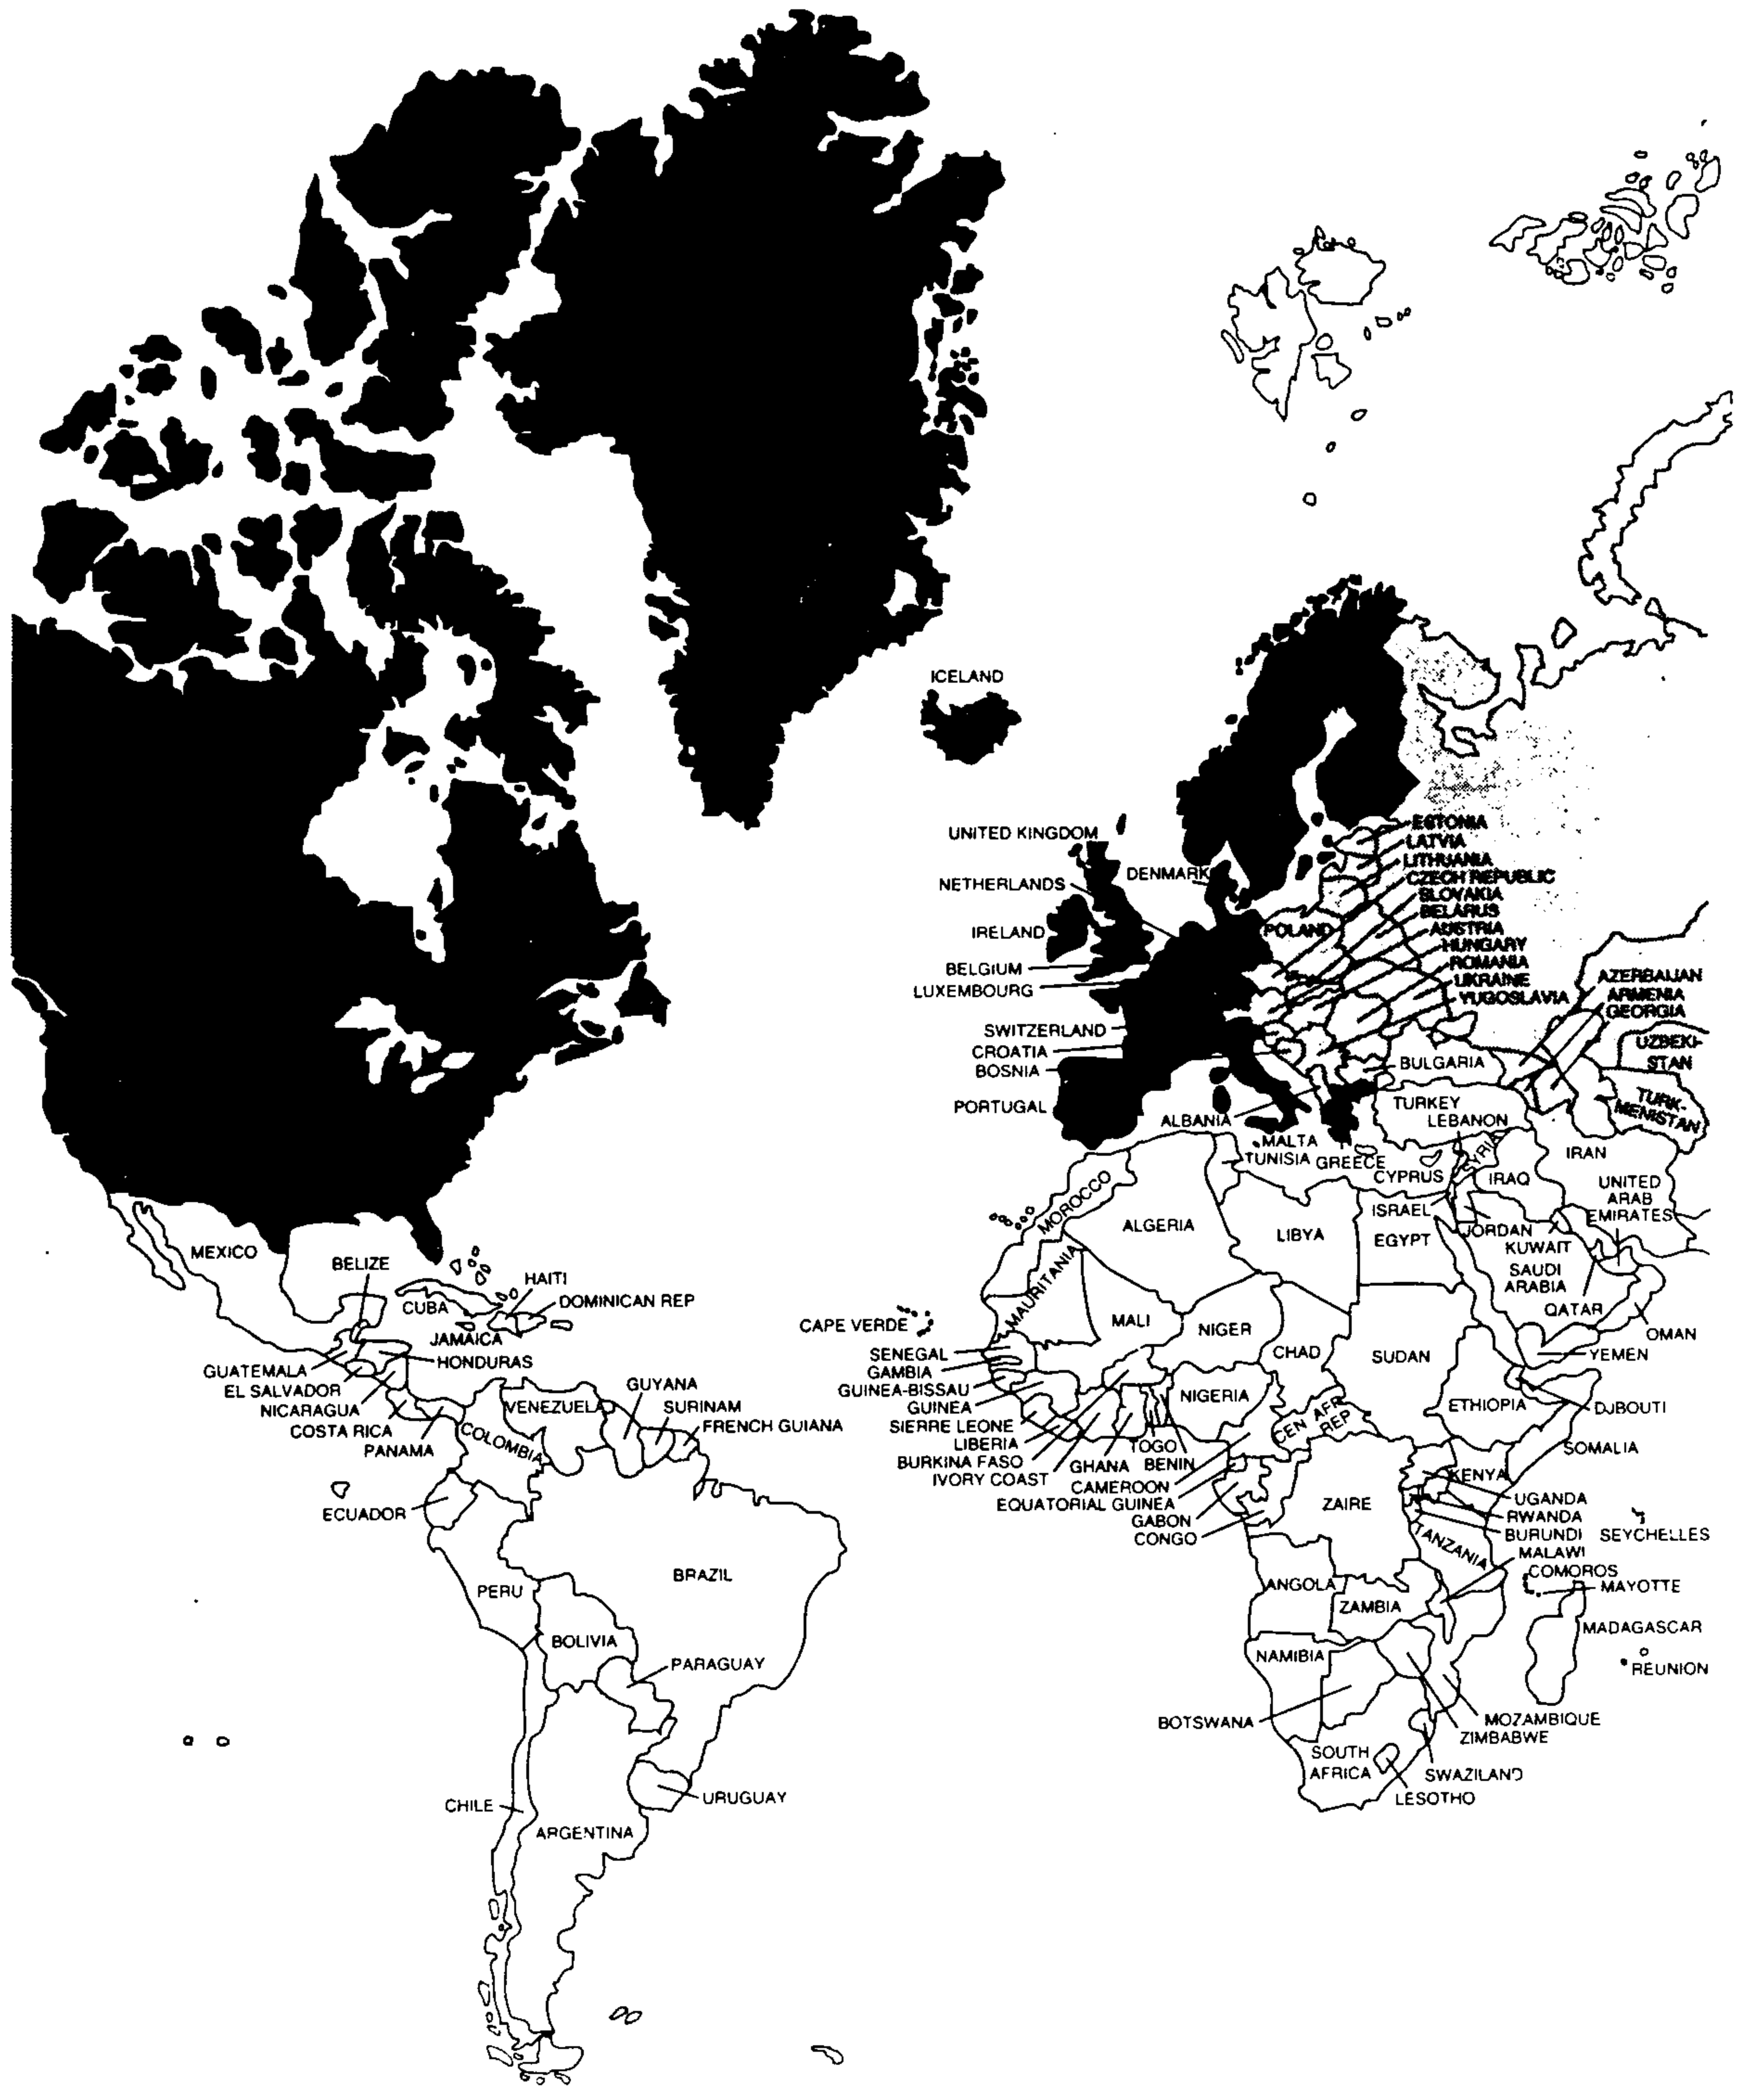 ICELAND
UNITED KINGDOM
NETHERLANDS
DENMARK
IRELAND
BELGIUM
LUXEMBOURG
SWITZERLAND
CROATIA
BOSNIA
PORTUGAL
ALBANIA
ESTONIA
LATVIA
LITHUANIA
CZECH REPUBLIC
SLOVAKIA
BELARUS
POLAND
AUSTRIA
HUNGARY
ROMANIA
UKRAINE
YUGOSLAVIA
AZERBAIJAN
ARMENIA
GEORGIA
UZBEKI-
STAN
TURK-
MENISTAN
BULGARIA
TURKEY
LEBANON
MALTA
TUNISIA
GREECE
CYPRUS
SYRIA
IRAQ
IRAN
UNITED
ARAB
EMIRATES
ISRAEL
JORDAN
KUWAIT
SAUDI
ARABIA
QATAR
OMAN
YEMEN
MOROCCO
ALGERIA
LIBYA
EGYPT
MAURITANIA
MALI
NIGER
CHAD
SUDAN
CAPE VERDE
SENEGAL
GAMBIA
GUINEA-BISSAU
GUINEA
SIERRE LEONE
LIBERIA
BURKINA FASO
IVORY COAST
GHANA
TOGO
BENIN
NIGERIA
CAMEROON
EQUATORIAL GUINEA
GABON
CONGO
CEN AFR
REP
ETHIOPIA
DJBOUTI
SOMALIA
KENYA
UGANDA
RWANDA
BURUNDI
SEYCHELLES
ZAIRE
TANZANIA
MALAWI
COMOROS
MAYOTTE
ANGOLA
ZAMBIA
MADAGASCAR
REUNION
NAMIBIA
BOTSWANA
MOZAMBIQUE
ZIMBABWE
SOUTH
AFRICA
SWAZILAND
LESOTHO
MEXICO
BELIZE
HAITI
CUBA
DOMINICAN REP
JAMAICA
GUATEMALA
HONDURAS
EL SALVADOR
NICARAGUA
COSTA RICA
PANAMA
VENEZUELA
GUYANA
SURINAM
FRENCH GUIANA
COLOMBIA
ECUADOR
PERU
BRAZIL
BOLIVIA
PARAGUAY
CHILE
URUGUAY
ARGENTINA